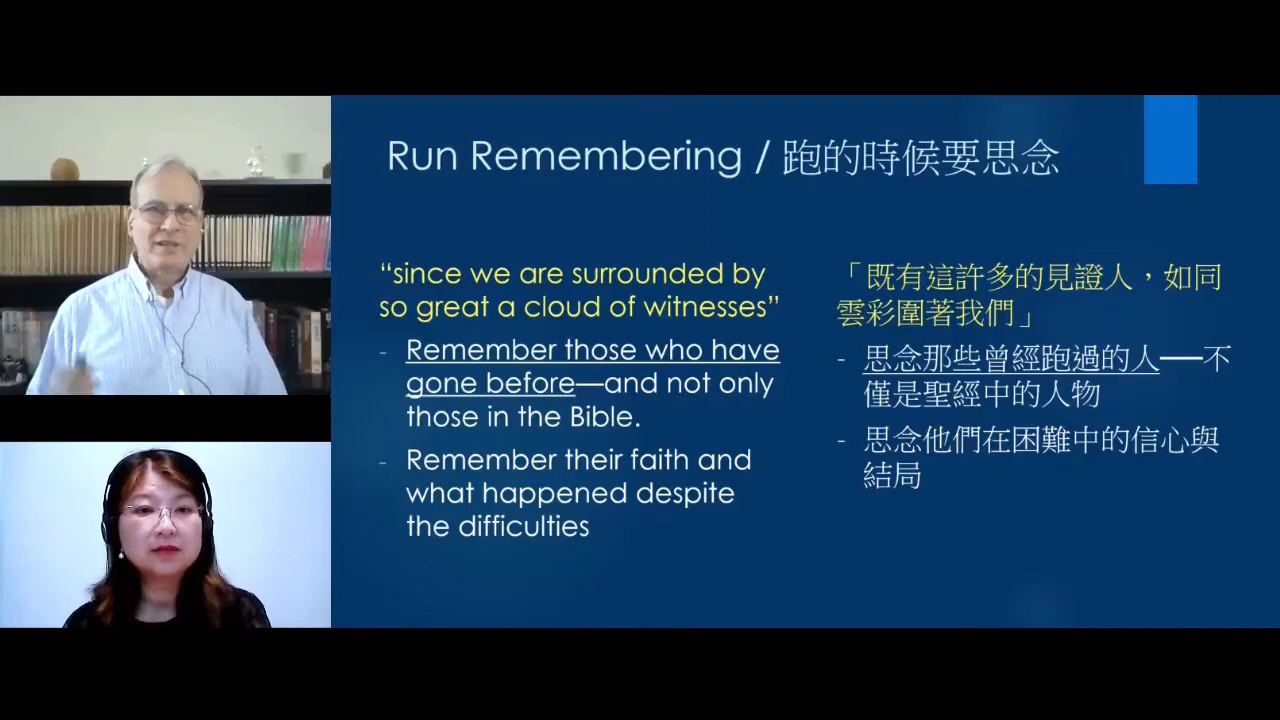 Run Remembering / 跑的時候要思念
“since we are surrounded by
so great a cloud of witnesses”
- Remember those who have
gone before—and not only
those in the Bible.
- Remember their faith and
what happened despite
the difficulties
「既有這許多的見證人，如同
雲彩圍著我們」
- 思念那些曾經跑過的人──不
僅是聖經中的人物
- 思念他們在困難中的信心與
結局